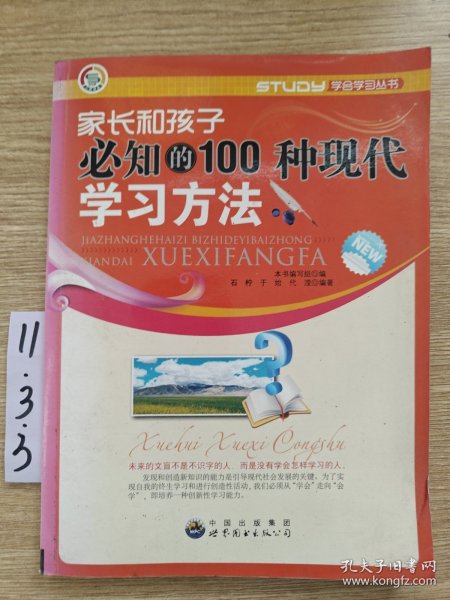 STUDY 学会学习丛书
家长和孩子
必知的100种现代
学习方法
JIAZHANGHEHAIZI BIZHIDEYIBAIZHONG
XIANDAI XUEXIFANGFA
NEW
本书编写组◎编
石柠 于始 代滢◎编著
11.3.5
?
Xuehui Xuexi Congshu
未来的文盲不是不识字的人，而是没有学会怎样学习的人。
发现和创造新知识的能力是引导现代社会发展的关键。为了实
现自我的终生学习和进行创造性活动，我们必须从“学会”走向“会
学”，即培养一种创新性学习能力。
中国出版集团
世界图书出版公司
孔夫子旧书网
www.kongfz.com